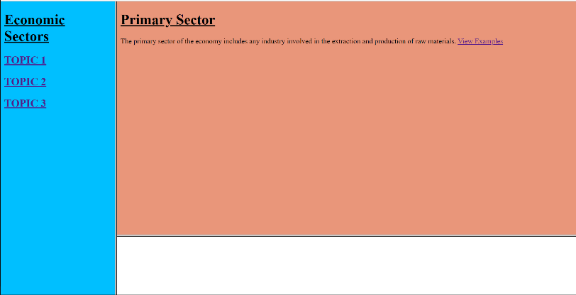 Economic
Sectors
TOPIC 1
TOPIC 2
TOPIC 3
Primary Sector
The primary sector of the economy includes any industry involved in the extraction and production of raw materials. View Examples